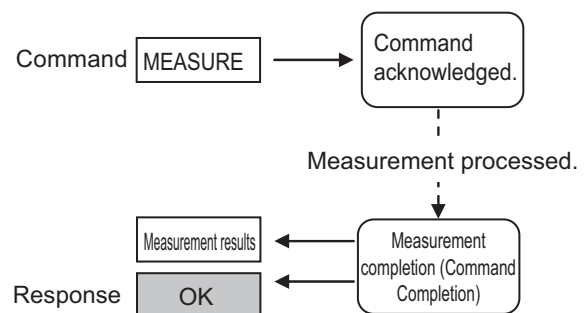 Command
MEASURE
Command
acknowledged.
Measurement processed.
Measurement results
Measurement
completion (Command
Completion)
Response
OK